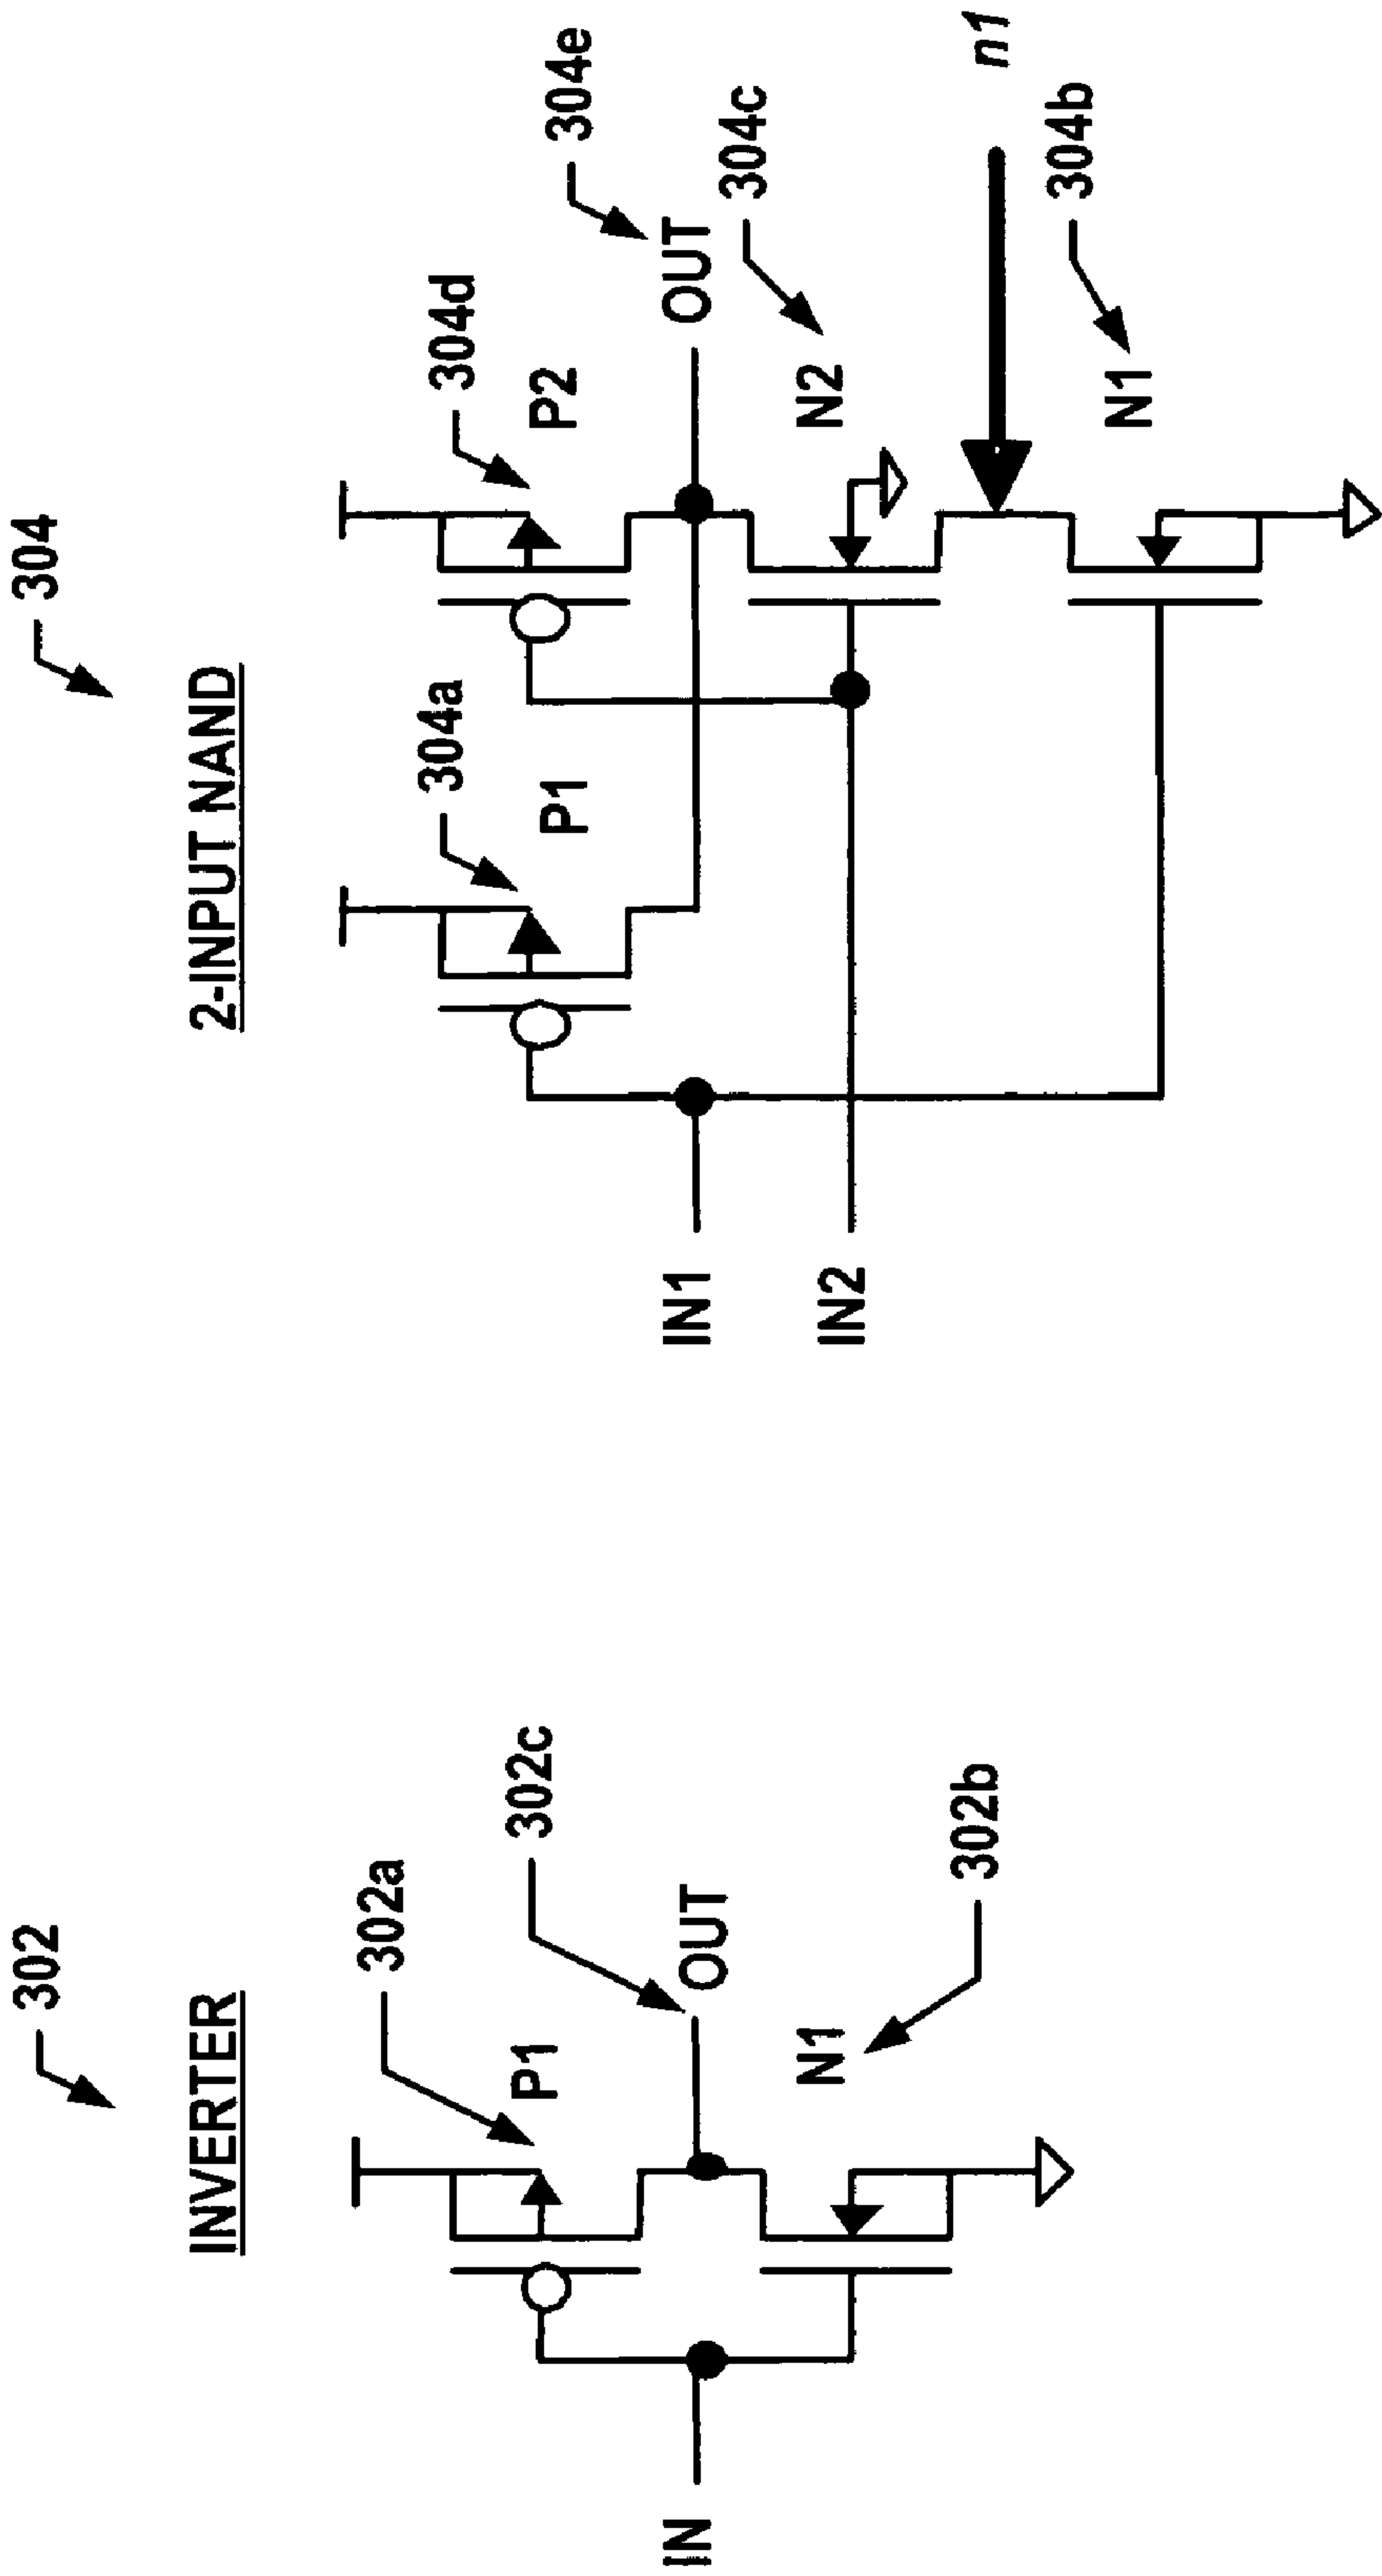 302
INVERTER
302a
P1
302c
OUT
IN
N1
302b
304
2-INPUT NAND
304a
P1
304d
P2
304e
OUT
IN1
IN2
N2
304c
n1
N1
304b